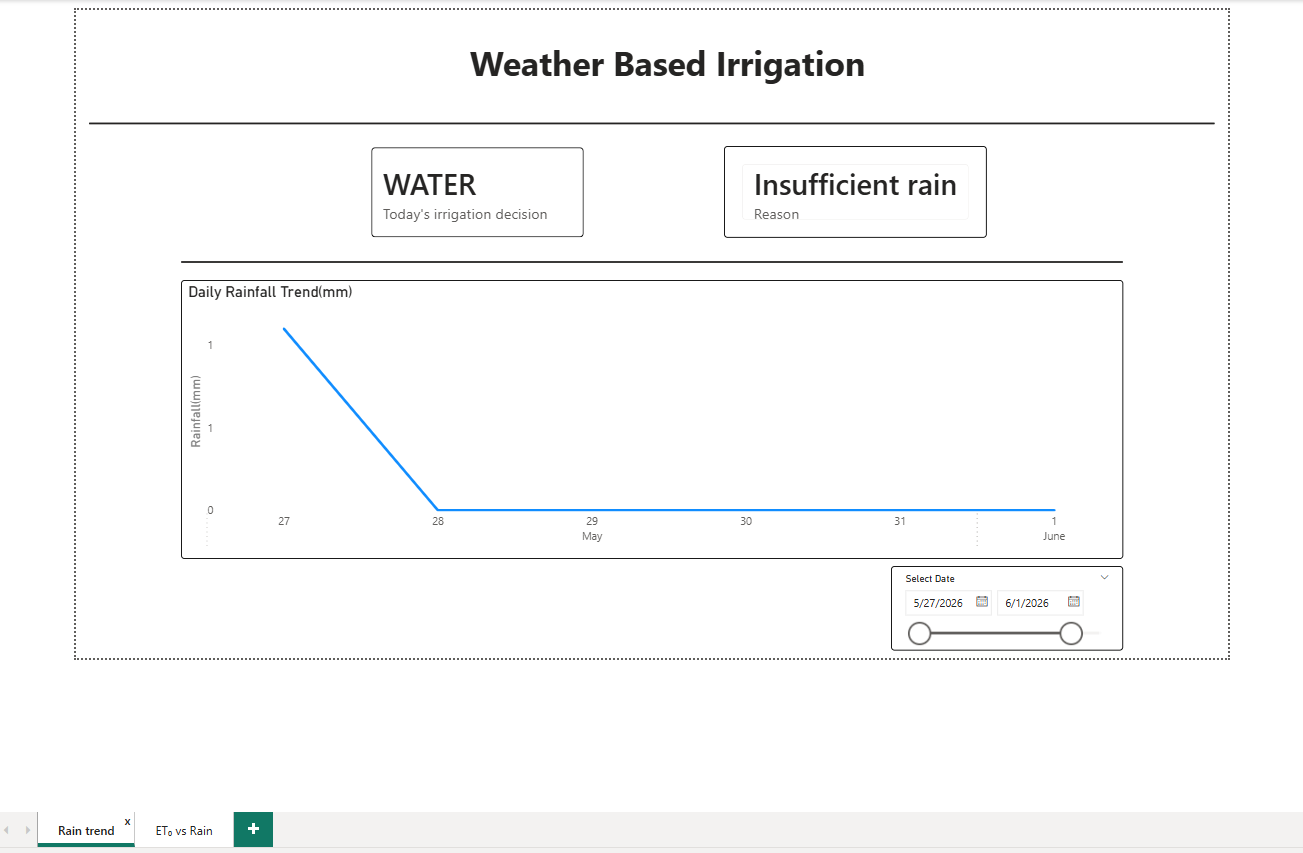 Weather Based Irrigation
WATER
Today's irrigation decision
Insufficient rain
Reason
Daily Rainfall Trend(mm)
Rainfall(mm)
1
1
0
27
28
29
30
31
1
May
June
Select Date
5/27/2026
6/1/2026
Rain trend
x
ET₀ vs Rain
+